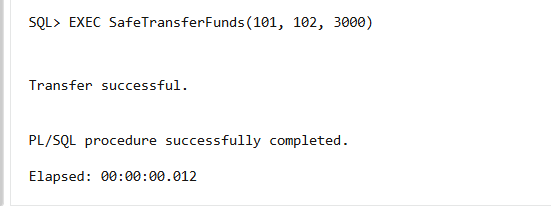 SQL> EXEC SafeTransferFunds(101, 102, 3000)
Transfer successful.
PL/SQL procedure successfully completed.
Elapsed: 00:00:00.012